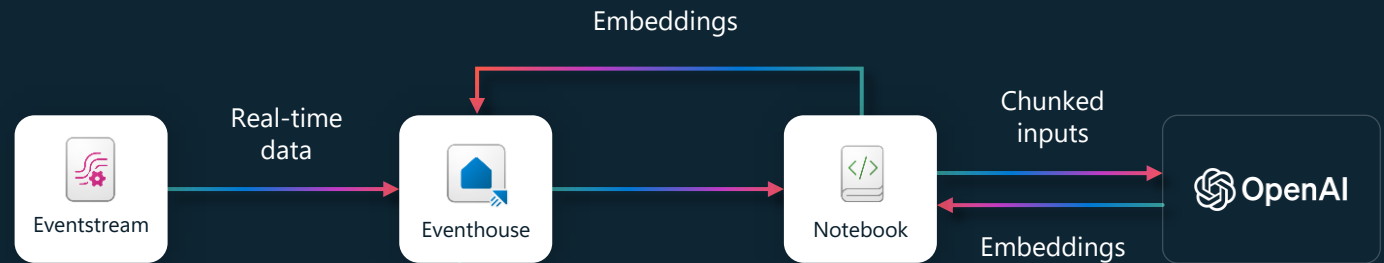 Embeddings
Real-time
data
Chunked
inputs
Eventstream
Eventhouse
</>
Notebook
OpenAI
Embeddings